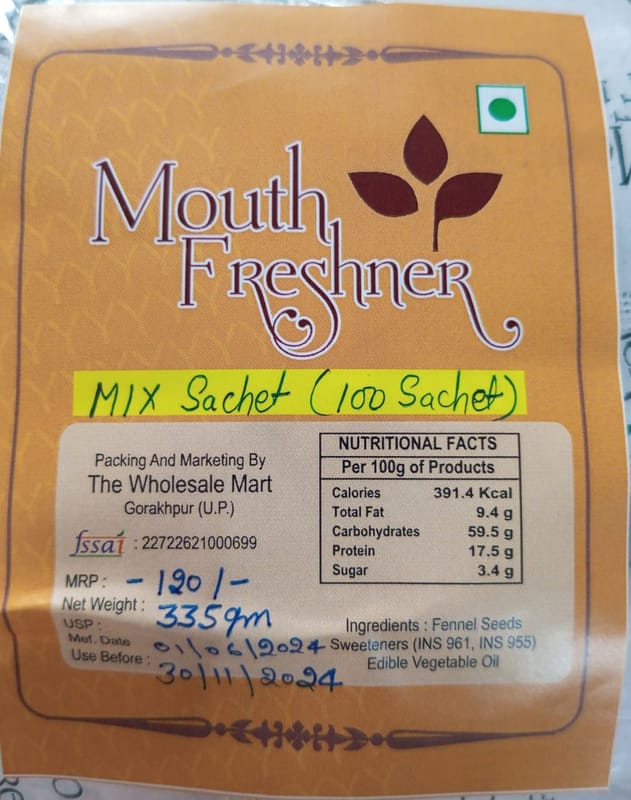 Mouth
Freshner
MIX Sachet (100 Sachet)
Packing And Marketing By
The Wholesale Mart
Gorakhpur (U.P.)
fssai : 22722621000699
MRP : - 120/-
Net Weight : 335gm
USP :
Mef. Date 01/06/2024
Use Before : 30/11/2024
NUTRITIONAL FACTS
Per 100g of Products
Calories 391.4 Kcal
Total Fat 9.4 g
Carbohydrates 59.5 g
Protein 17.5 g
Sugar 3.4 g
Ingredients : Fennel Seeds
Sweeteners (INS 961, INS 955)
Edible Vegetable Oil